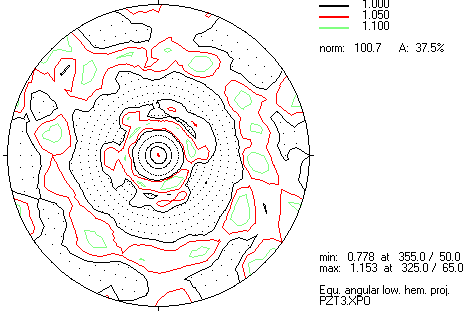 1.000
1.050
1.100
norm: 100.7 A: 37.5%
min: 0.778 at 355.0 / 50.0
max: 1.153 at 325.0 / 65.0
Equ. angular low. hem. proj.
PZT3.XPO